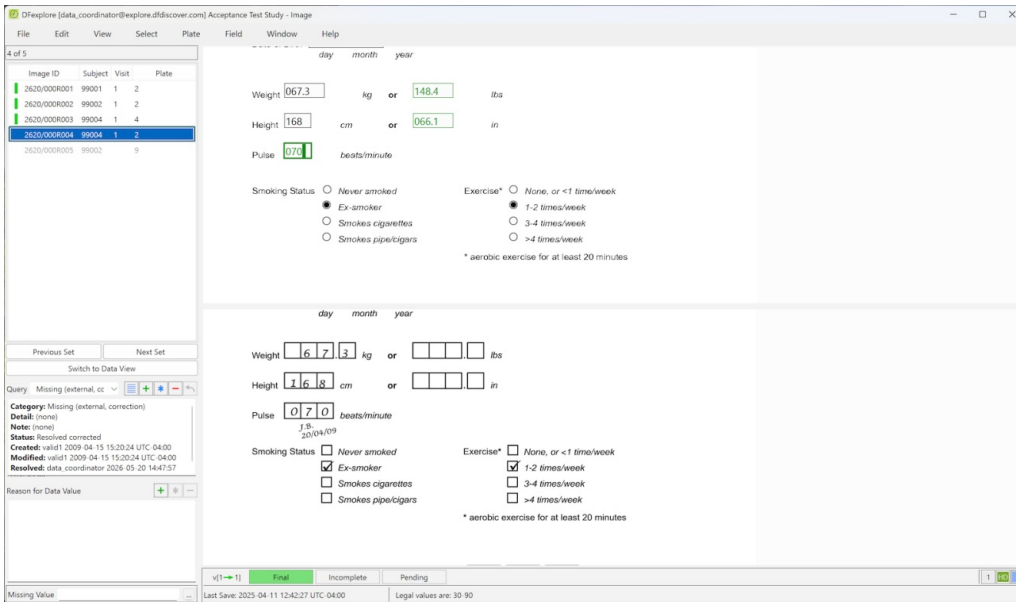 DFexplore [data_coordinator@explore.dfdiscover.com] Acceptance Test Study - Image
File Edit View Select Plate Field Window Help
4 of 5
Image ID Subject Visit Plate
2620/000R001 99001 1 2
2620/000R002 99002 1 2
2620/000R003 99004 1 4
2620/000R004 99004 1 2
2620/000R005 99002 9
Previous Set Next Set
Switch to Data View
Query Missing (external, cc
Category: Missing (external, correction)
Detail: (none)
Note: (none)
Status: Resolved corrected
Created: valid1 2009-04-15 15:20:24 UTC-04:00
Modified: valid1 2009-04-15 15:20:24 UTC-04:00
Resolved: data_coordinator 2026-05-20 14:47:57
Reason for Data Value
Missing Value ...
day month year
Weight 067.3 kg or 148.4 lbs
Height 168 cm or 066.1 in
Pulse 070 beats/minute
Smoking Status Never smoked Exercise* None, or <1 time/week
Ex-smoker 1-2 times/week
Smokes cigarettes 3-4 times/week
Smokes pipe/cigars >4 times/week
* aerobic exercise for at least 20 minutes
day month year
Weight 67.3 kg or . lbs
Height 168 cm or . in
Pulse 070 beats/minute
J.B.
20/04/09
Smoking Status Never smoked Exercise* None, or <1 time/week
Ex-smoker 1-2 times/week
Smokes cigarettes 3-4 times/week
Smokes pipe/cigars >4 times/week
* aerobic exercise for at least 20 minutes
v[1→1] Final Incomplete Pending 1 HD
Last Save: 2025-04-11 12:42:27 UTC-04:00 Legal values are: 30-90